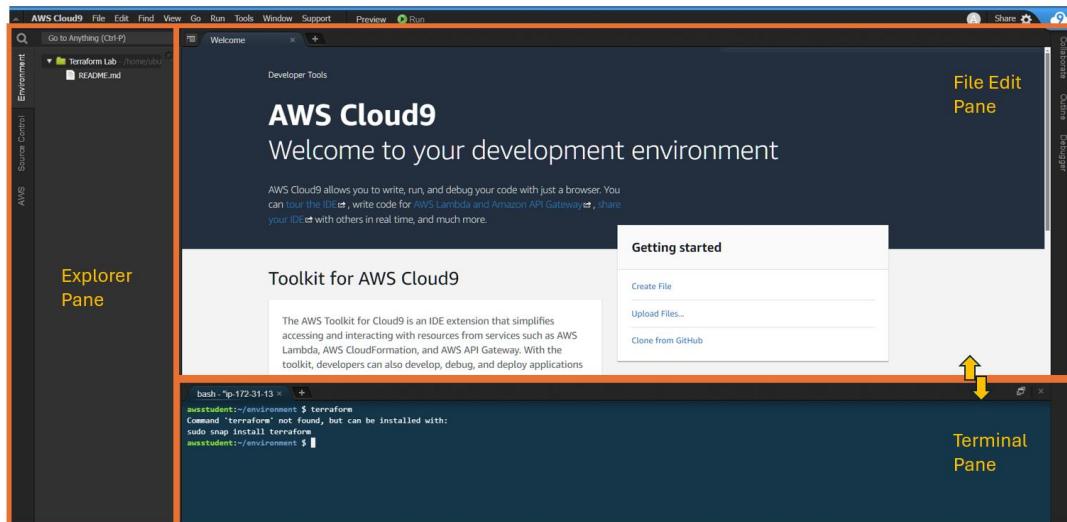 AWS Cloud9 File Edit Find View Go Run Tools Window Support Preview Run
A Share 9
Go to Anything (Ctrl-P)
Environment
Source Control
AWS
Terraform Lab - /home/ubu
README.md
Explorer
Pane
Welcome × +
Developer Tools
AWS Cloud9
Welcome to your development environment
AWS Cloud9 allows you to write, run, and debug your code with just a browser. You
can tour the IDE, write code for AWS Lambda and Amazon API Gateway, share
your IDE with others in real time, and much more.
File Edit
Pane
Collaborate
Outline
Debugger
Toolkit for AWS Cloud9
The AWS Toolkit for Cloud9 is an IDE extension that simplifies
accessing and interacting with resources from services such as AWS
Lambda, AWS CloudFormation, and AWS API Gateway. With the
toolkit, developers can also develop, debug, and deploy applications
Getting started
Create File
Upload Files...
Clone from GitHub
bash - "ip-172-31-13 × +
awsstudent:~/environment $ terraform
Command 'terraform' not found, but can be installed with:
sudo snap install terraform
awsstudent:~/environment $
Terminal
Pane